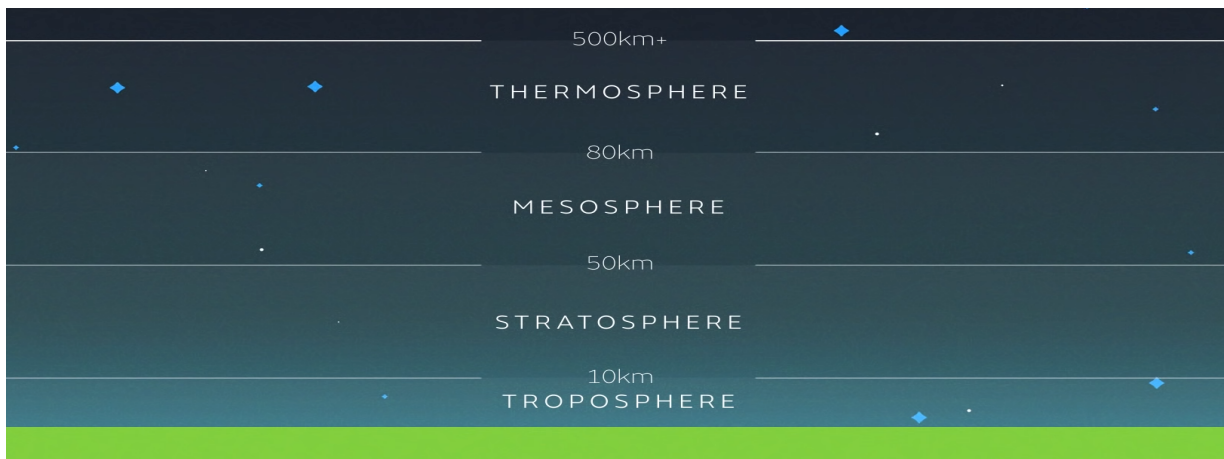 500km+
THERMOSPHERE
80km
MESOSPHERE
50km
STRATOSPHERE
10km
TROPOSPHERE